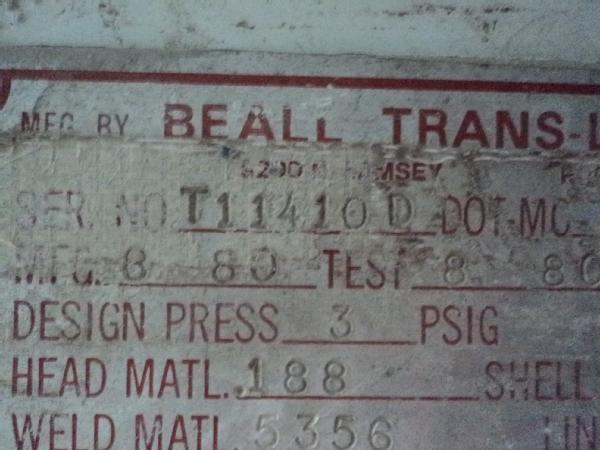 MFG. BY BEALL TRANS-L
SER. NO. T11410D DOT-MC
MFG. 8 80 TEST 8 80
DESIGN PRESS 3 PSIG
HEAD MATL. 188 SHELL
WELD MATL. 5356 LIN